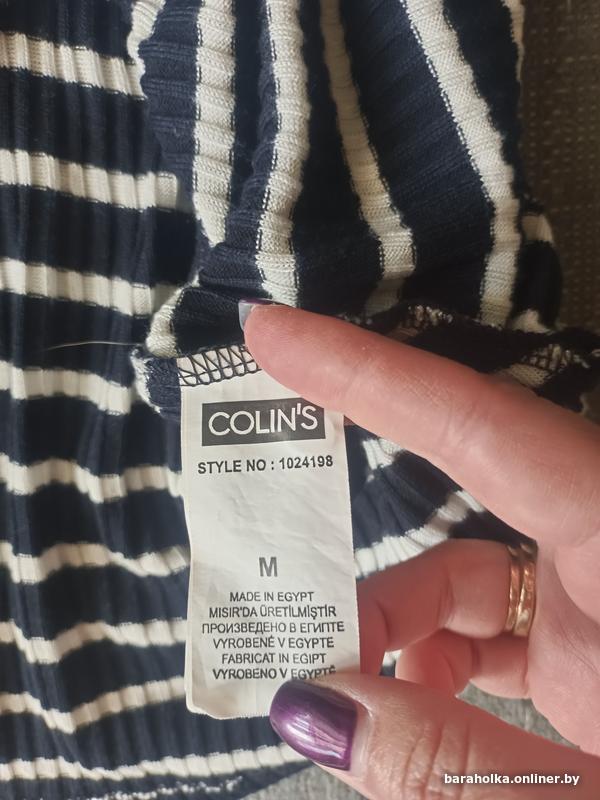 COLIN'S
STYLE NO : 1024198
M
MADE IN EGYPT
MISIR'DA ÜRETİLMİŞTİR
ПРОИЗВЕДЕНО В ЕГИПТЕ
VYROBENÉ V EGYPTE
FABRICAT IN EGIPT
VYROBENO V EGYPTĚ
baraholka.onliner.by